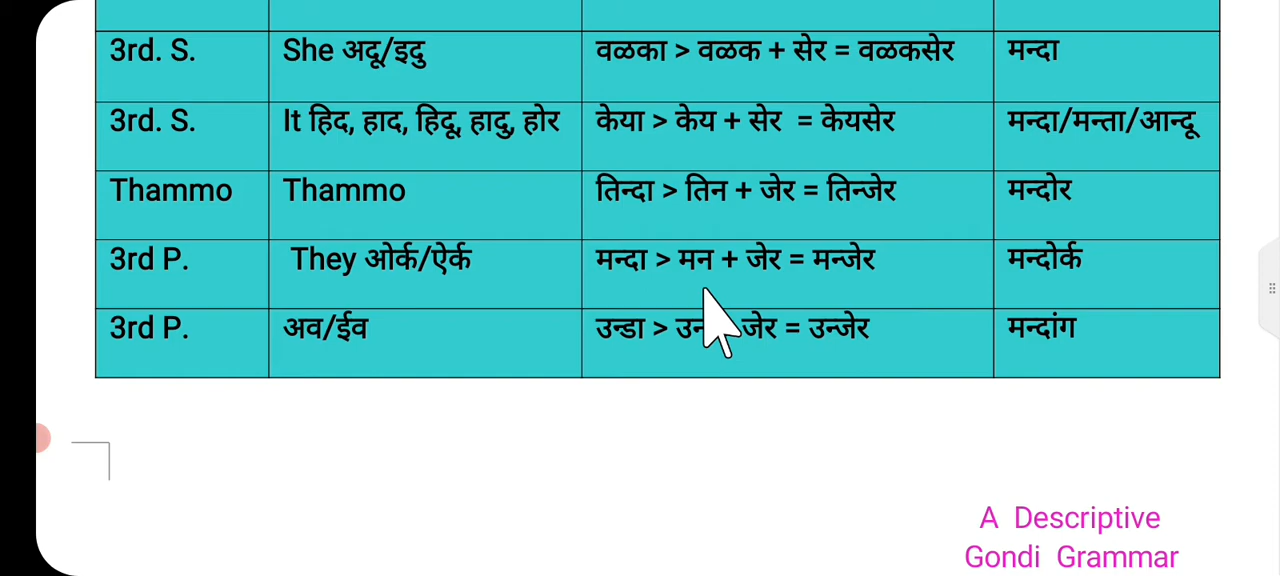 3rd. S. She अदू/इदु वळका > वळक + सेर = वळकसेर मन्दा
3rd. S. It हिद, हाद, हिदू, हादु, होर केया > केय + सेर = केयसेर मन्दा/मन्ता/आन्दू
Thammo Thammo तिन्दा > तिन + जेर = तिन्जेर मन्दोर
3rd P. They ओर्क/ऐर्क मन्दा > मन + जेर = मन्जेर मन्दोर्क
3rd P. अव/ईव उन्डा > जेर = उन्जेर मन्दांग
A Descriptive
Gondi Grammar